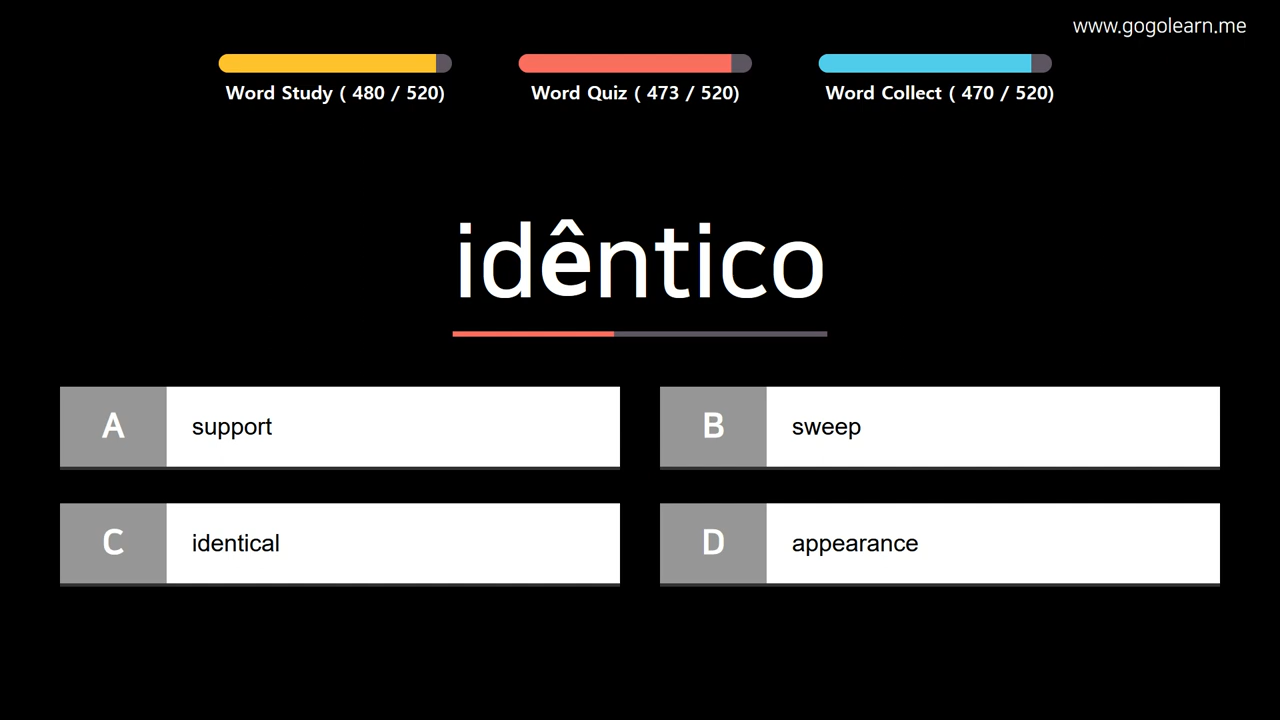 www.gogolearn.me
Word Study ( 480 / 520)
Word Quiz ( 473 / 520)
Word Collect ( 470 / 520)
idêntico
A support
B sweep
C identical
D appearance